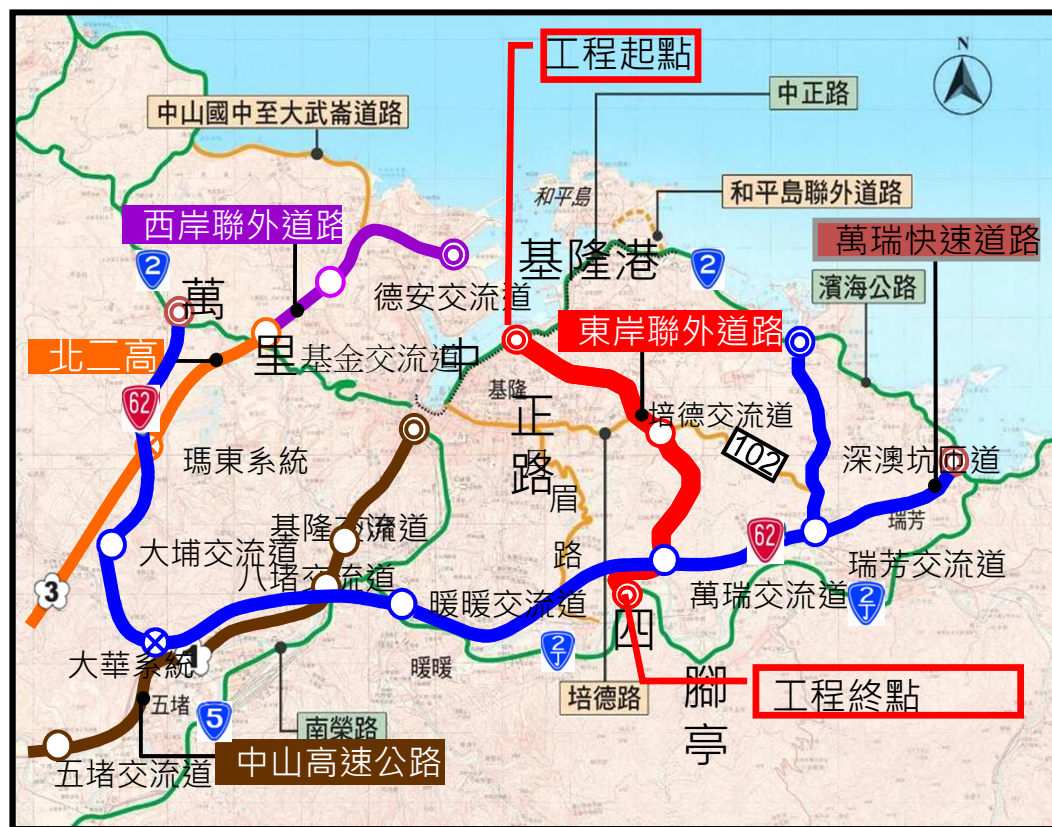 工程起點
N
中正路
中山國中至大武崙道路
和平島
和平島聯外道路
西岸聯外道路
基隆港
萬瑞快速道路
2
2
濱海公路
德安交流道
萬里
東岸聯外道路
北二高
基金交流道
中正路
基隆
62
培德交流道
102
瑪東系統
深澳坑
道
眉路
基隆交流道
瑞芳
62
大埔交流道
八堵交流道
瑞芳交流道
3
暖暖交流道
萬瑞交流道
2丁
四腳亭
2丁
大華系統
1
暖暖
培德路
工程終點
五堵
5
南榮路
中山高速公路
五堵交流道